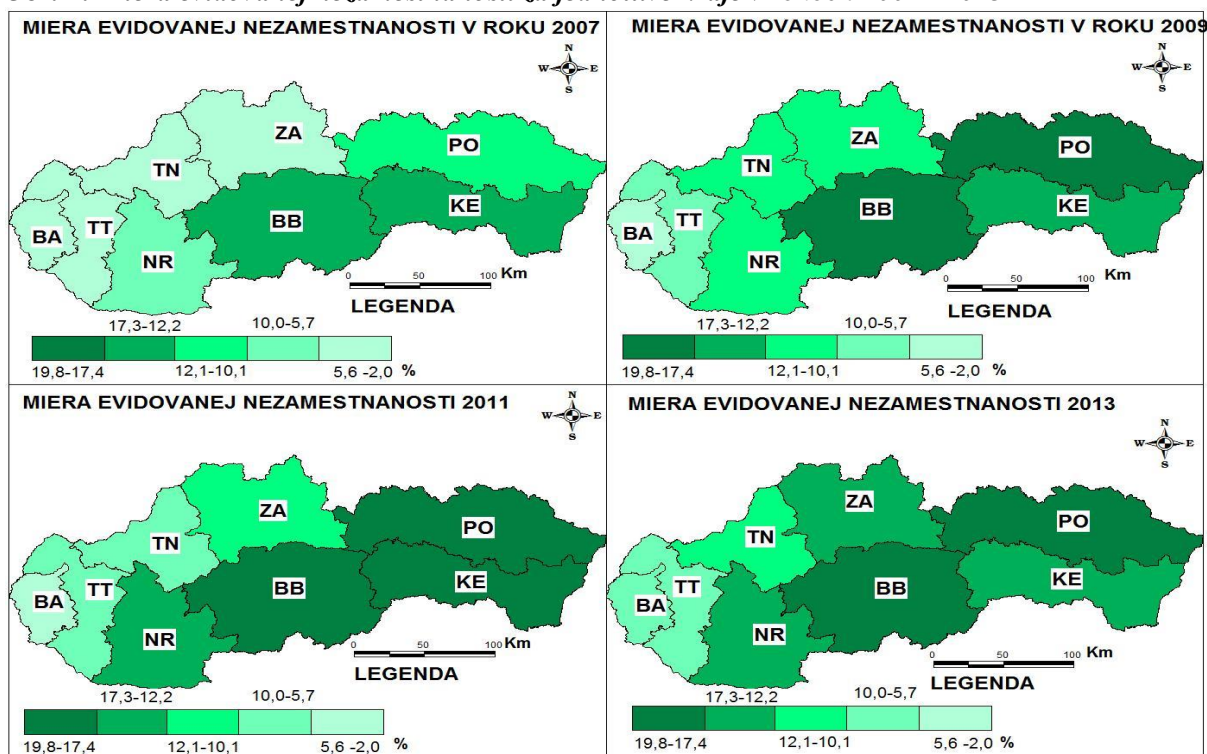 MIERA EVIDOVANEJ NEZAMESTNANOSTI V ROKU 2007
N
W E
S
ZA
PO
TN
BB
KE
TT
BA
NR
0 50 100 Km
LEGENDA
17,3-12,2 10,0-5,7
19,8-17,4 12,1-10,1 5,6 -2,0 %
MIERA EVIDOVANEJ NEZAMESTNANOSTI V ROKU 2009
N
W E
S
ZA
PO
TN
BB
KE
TT
BA
NR
0 50 100 Km
LEGENDA
17,3-12,2 10,0-5,7
19,8-17,4 12,1-10,1 5,6 -2,0 %
MIERA EVIDOVANEJ NEZAMESTNANOSTI 2011
N
W E
S
ZA
PO
TN
BB
KE
TT
BA
NR
0 50 100 Km
LEGENDA
17,3-12,2 10,0-5,7
19,8-17,4 12,1-10,1 5,6 -2,0 %
MIERA EVIDOVANEJ NEZAMESTNANOSTI 2013
N
W E
S
ZA
PO
TN
BB
KE
TT
BA
NR
0 50 100 Km
LEGENDA
17,3-12,2 10,0-5,7
19,8-17,4 12,1-10,1 5,6 -2,0 %